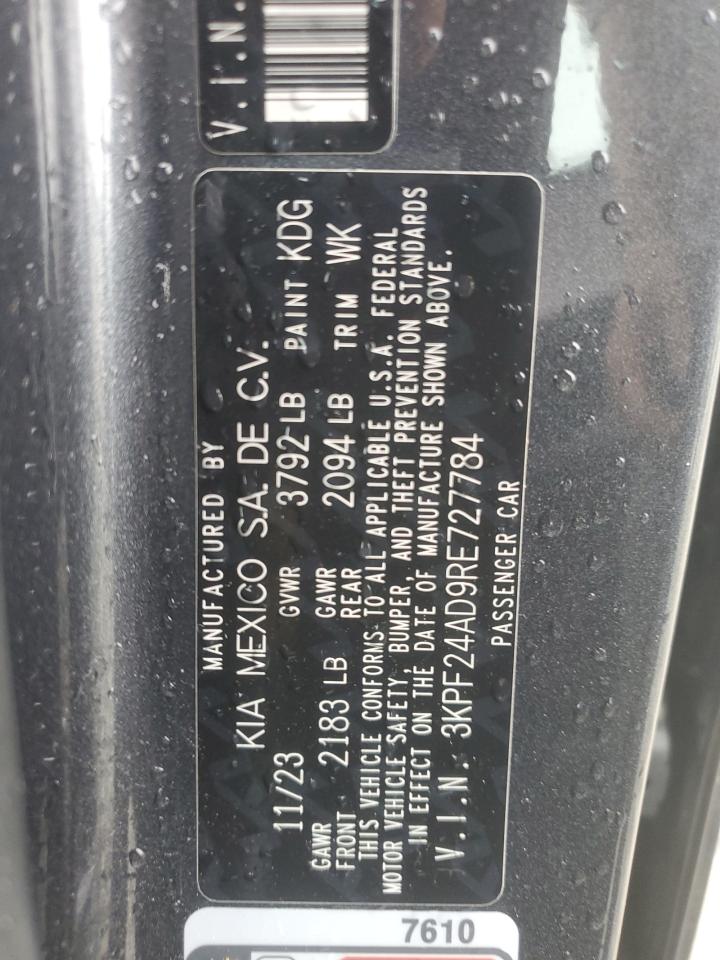 V.I.N.
MANUFACTURED BY
KIA MEXICO S.A. DE C.V.
11/23 GVWR 3792 LB PAINT KDG
GAWR FRONT 2183 LB GAWR REAR 2094 LB TRIM WK
THIS VEHICLE CONFORMS TO ALL APPLICABLE U.S.A. FEDERAL
MOTOR VEHICLE SAFETY, BUMPER, AND THEFT PREVENTION STANDARDS
IN EFFECT ON THE DATE OF MANUFACTURE SHOWN ABOVE.
V.I.N. : 3KPF24AD9RE727784
PASSENGER CAR
7610